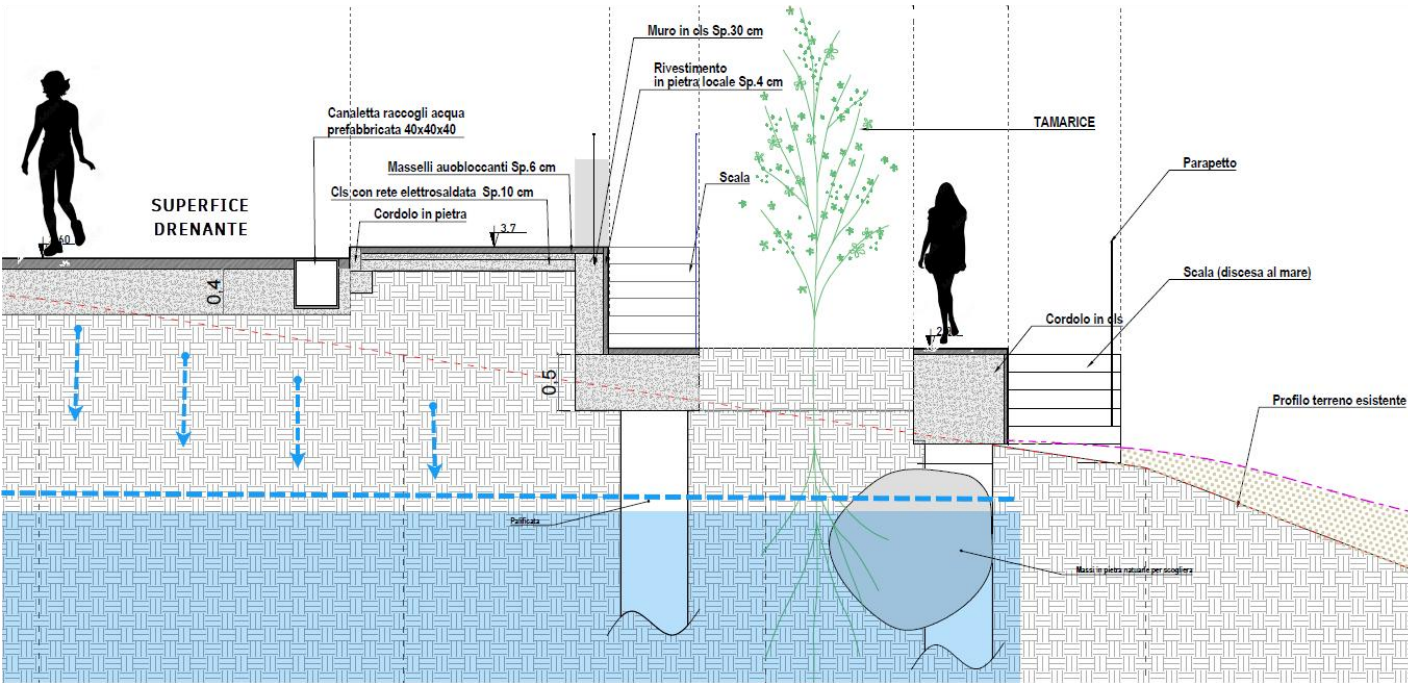 Muro in cls Sp.30 cm
Rivestimento
in pietra locale Sp.4 cm
Canaletta raccogli acqua
prefabbricata 40x40x40
TAMARICE
Masselli auobloccanti Sp.6 cm
Parapetto
Scala
Cls con rete elettrosaldata Sp.10 cm
SUPERFICE
DRENANTE
Cordolo in pietra
3.7
Scala (discesa al mare)
0.4
Cordolo in cls
0.5
Profilo terreno esistente
Palificata
Massi in pietra natuarle per scogliera